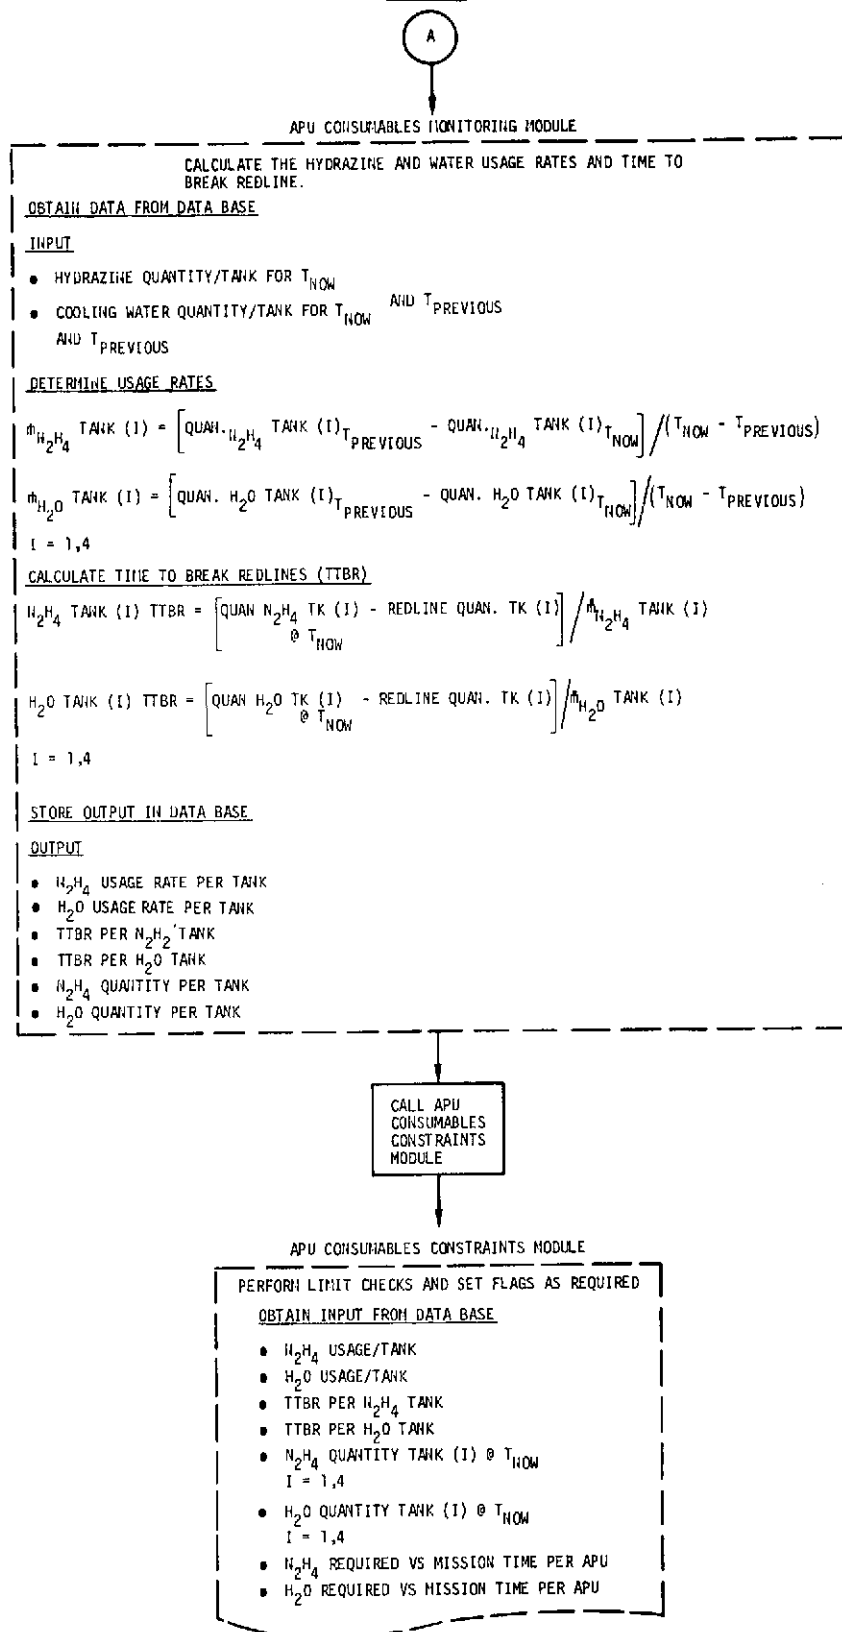 A
APU CONSUMABLES MONITORING MODULE
CALCULATE THE HYDRAZINE AND WATER USAGE RATES AND TIME TO
BREAK REDLINE.
OBTAIN DATA FROM DATA BASE
INPUT
• HYDRAZINE QUANTITY/TANK FOR T_NOW AND T_PREVIOUS
• COOLING WATER QUANTITY/TANK FOR T_NOW
AND T_PREVIOUS
DETERMINE USAGE RATES
ṁ_N₂H₄ TANK (I) = [QUAN._N₂H₄ TANK (I)_T_PREVIOUS - QUAN._N₂H₄ TANK (I)_T_NOW]/(T_NOW - T_PREVIOUS)
ṁ_H₂O TANK (I) = [QUAN. H₂O TANK (I)_T_PREVIOUS - QUAN. H₂O TANK (I)_T_NOW]/(T_NOW - T_PREVIOUS)
I = 1,4
CALCULATE TIME TO BREAK REDLINES (TTBR)
N₂H₄ TANK (I) TTBR = [QUAN N₂H₄ TK (I) - REDLINE QUAN. TK (I)]/ṁ_N₂H₄ TANK (I)
@ T_NOW
H₂O TANK (I) TTBR = [QUAN H₂O TK (I) - REDLINE QUAN. TK (I)]/ṁ_H₂O TANK (I)
@ T_NOW
I = 1,4
STORE OUTPUT IN DATA BASE
OUTPUT
• N₂H₄ USAGE RATE PER TANK
• H₂O USAGE RATE PER TANK
• TTBR PER N₂H₂ TANK
• TTBR PER H₂O TANK
• N₂H₄ QUANTITY PER TANK
• H₂O QUANTITY PER TANK
CALL APU
CONSUMABLES
CONSTRAINTS
MODULE
APU CONSUMABLES CONSTRAINTS MODULE
PERFORM LIMIT CHECKS AND SET FLAGS AS REQUIRED
OBTAIN INPUT FROM DATA BASE
• N₂H₄ USAGE/TANK
• H₂O USAGE/TANK
• TTBR PER N₂H₄ TANK
• TTBR PER H₂O TANK
• N₂H₄ QUANTITY TANK (I) @ T_NOW
I = 1,4
• H₂O QUANTITY TANK (I) @ T_NOW
I = 1,4
• N₂H₄ REQUIRED VS MISSION TIME PER APU
• H₂O REQUIRED VS MISSION TIME PER APU